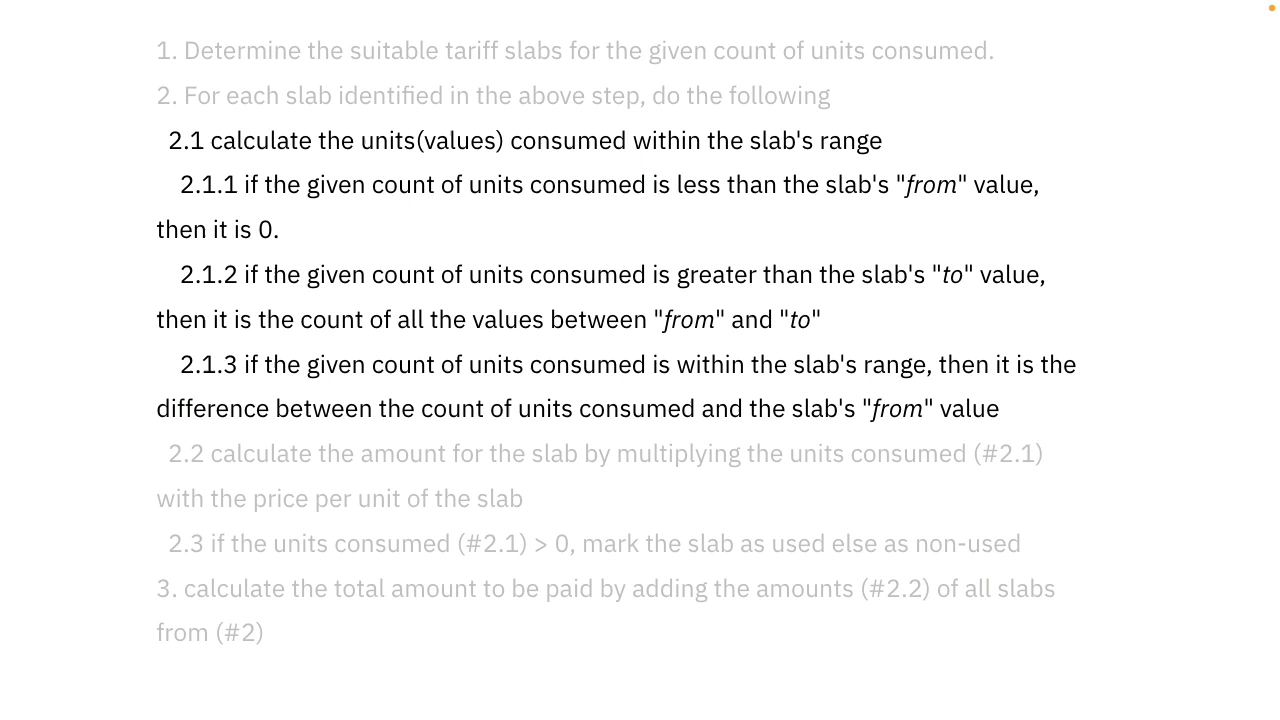 1. Determine the suitable tariff slabs for the given count of units consumed.
2. For each slab identified in the above step, do the following
2.1 calculate the units(values) consumed within the slab's range
2.1.1 if the given count of units consumed is less than the slab's "from" value,
then it is 0.
2.1.2 if the given count of units consumed is greater than the slab's "to" value,
then it is the count of all the values between "from" and "to"
2.1.3 if the given count of units consumed is within the slab's range, then it is the
difference between the count of units consumed and the slab's "from" value
2.2 calculate the amount for the slab by multiplying the units consumed (#2.1)
with the price per unit of the slab
2.3 if the units consumed (#2.1) > 0, mark the slab as used else as non-used
3. calculate the total amount to be paid by adding the amounts (#2.2) of all slabs
from (#2)